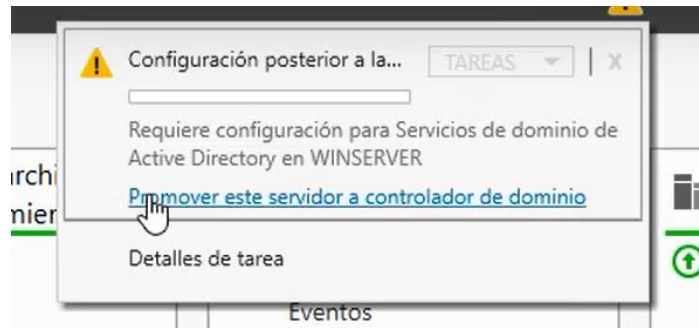 Configuración posterior a la...
TAREAS
X
Requiere configuración para Servicios de dominio de
Active Directory en WINSERVER
Promover este servidor a controlador de dominio
Detalles de tarea
Eventos